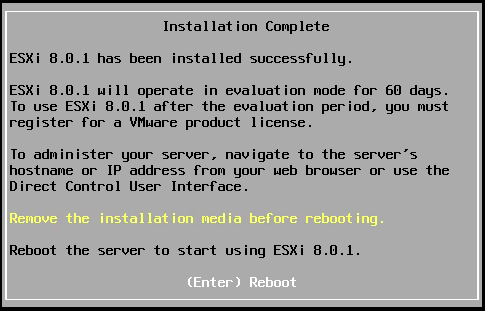 Installation Complete
ESXi 8.0.1 has been installed successfully.
ESXi 8.0.1 will operate in evaluation mode for 60 days.
To use ESXi 8.0.1 after the evaluation period, you must
register for a VMware product license.
To administer your server, navigate to the server's
hostname or IP address from your web browser or use the
Direct Control User Interface.
Remove the installation media before rebooting.
Reboot the server to start using ESXi 8.0.1.
(Enter) Reboot